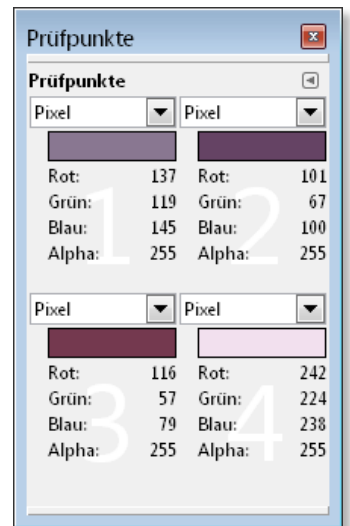 Prüfpunkte
Prüfpunkte
Pixel Pixel
Rot: 137 Rot: 101
Grün: 119 Grün: 67
Blau: 145 Blau: 100
Alpha: 255 Alpha: 255
1 2
Pixel Pixel
Rot: 116 Rot: 242
Grün: 57 Grün: 224
Blau: 79 Blau: 238
Alpha: 255 Alpha: 255
3 4